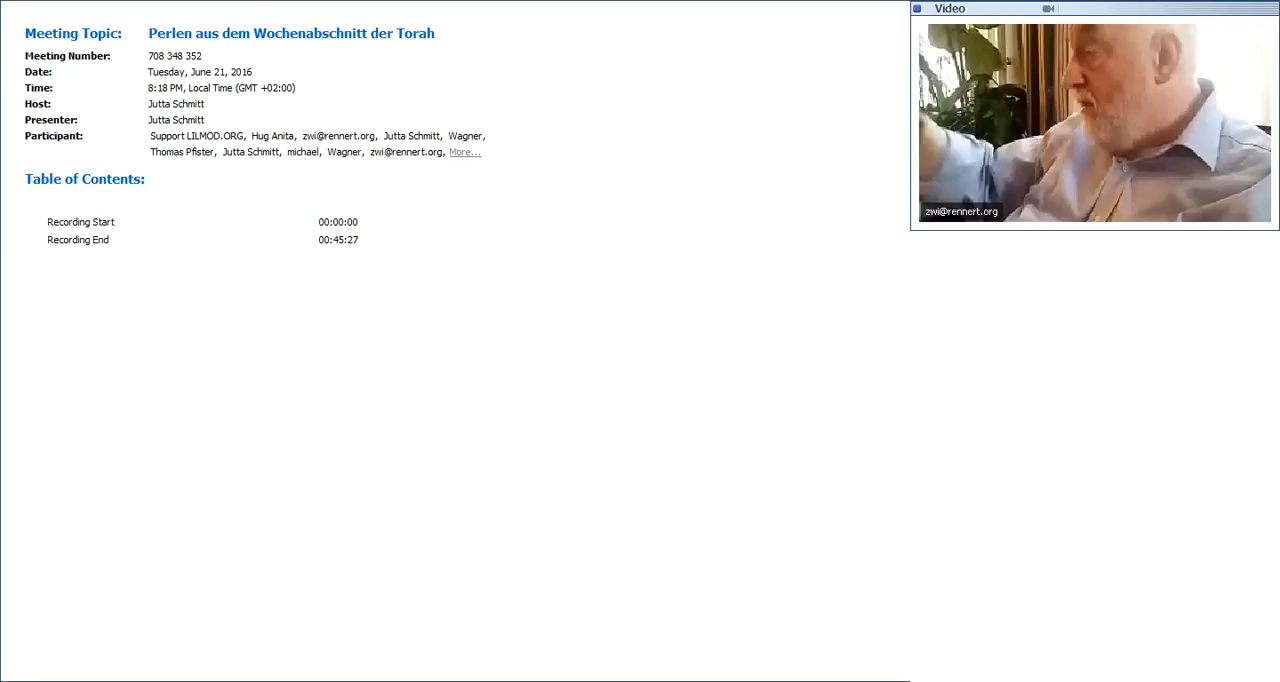 Meeting Topic: Perlen aus dem Wochenabschnitt der Torah
Meeting Number: 708 348 352
Date: Tuesday, June 21, 2016
Time: 8:18 PM, Local Time (GMT +02:00)
Host: Jutta Schmitt
Presenter: Jutta Schmitt
Participant: Support LILMOD.ORG, Hug Anita, zwi@rennert.org, Jutta Schmitt, Wagner,
Thomas Pfister, Jutta Schmitt, michael, Wagner, zwi@rennert.org, More...
Table of Contents:
Recording Start 00:00:00
Recording End 00:45:27
Video
zwi@rennert.org